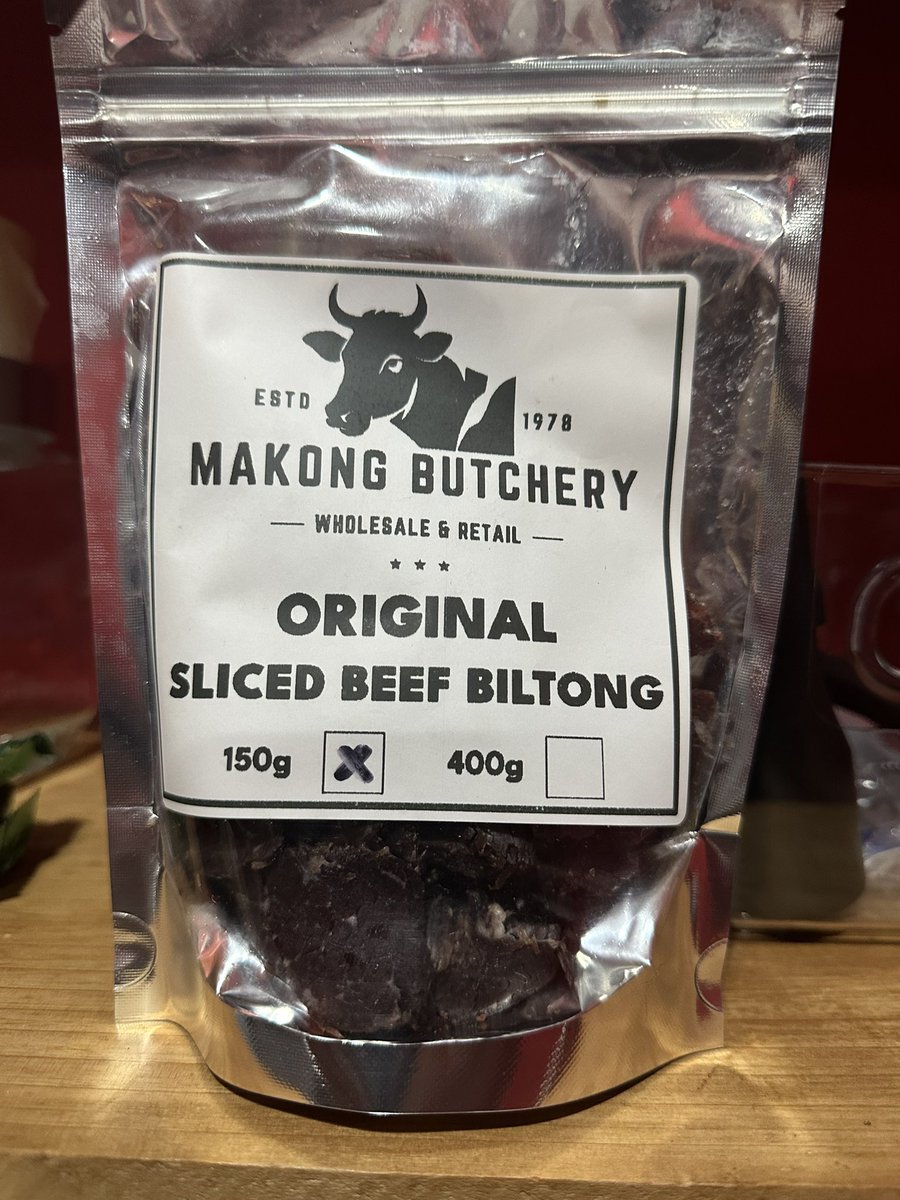 ESTD 1978
MAKONG BUTCHERY
WHOLESALE & RETAIL
ORIGINAL
SLICED BEEF BILTONG
150g X 400g